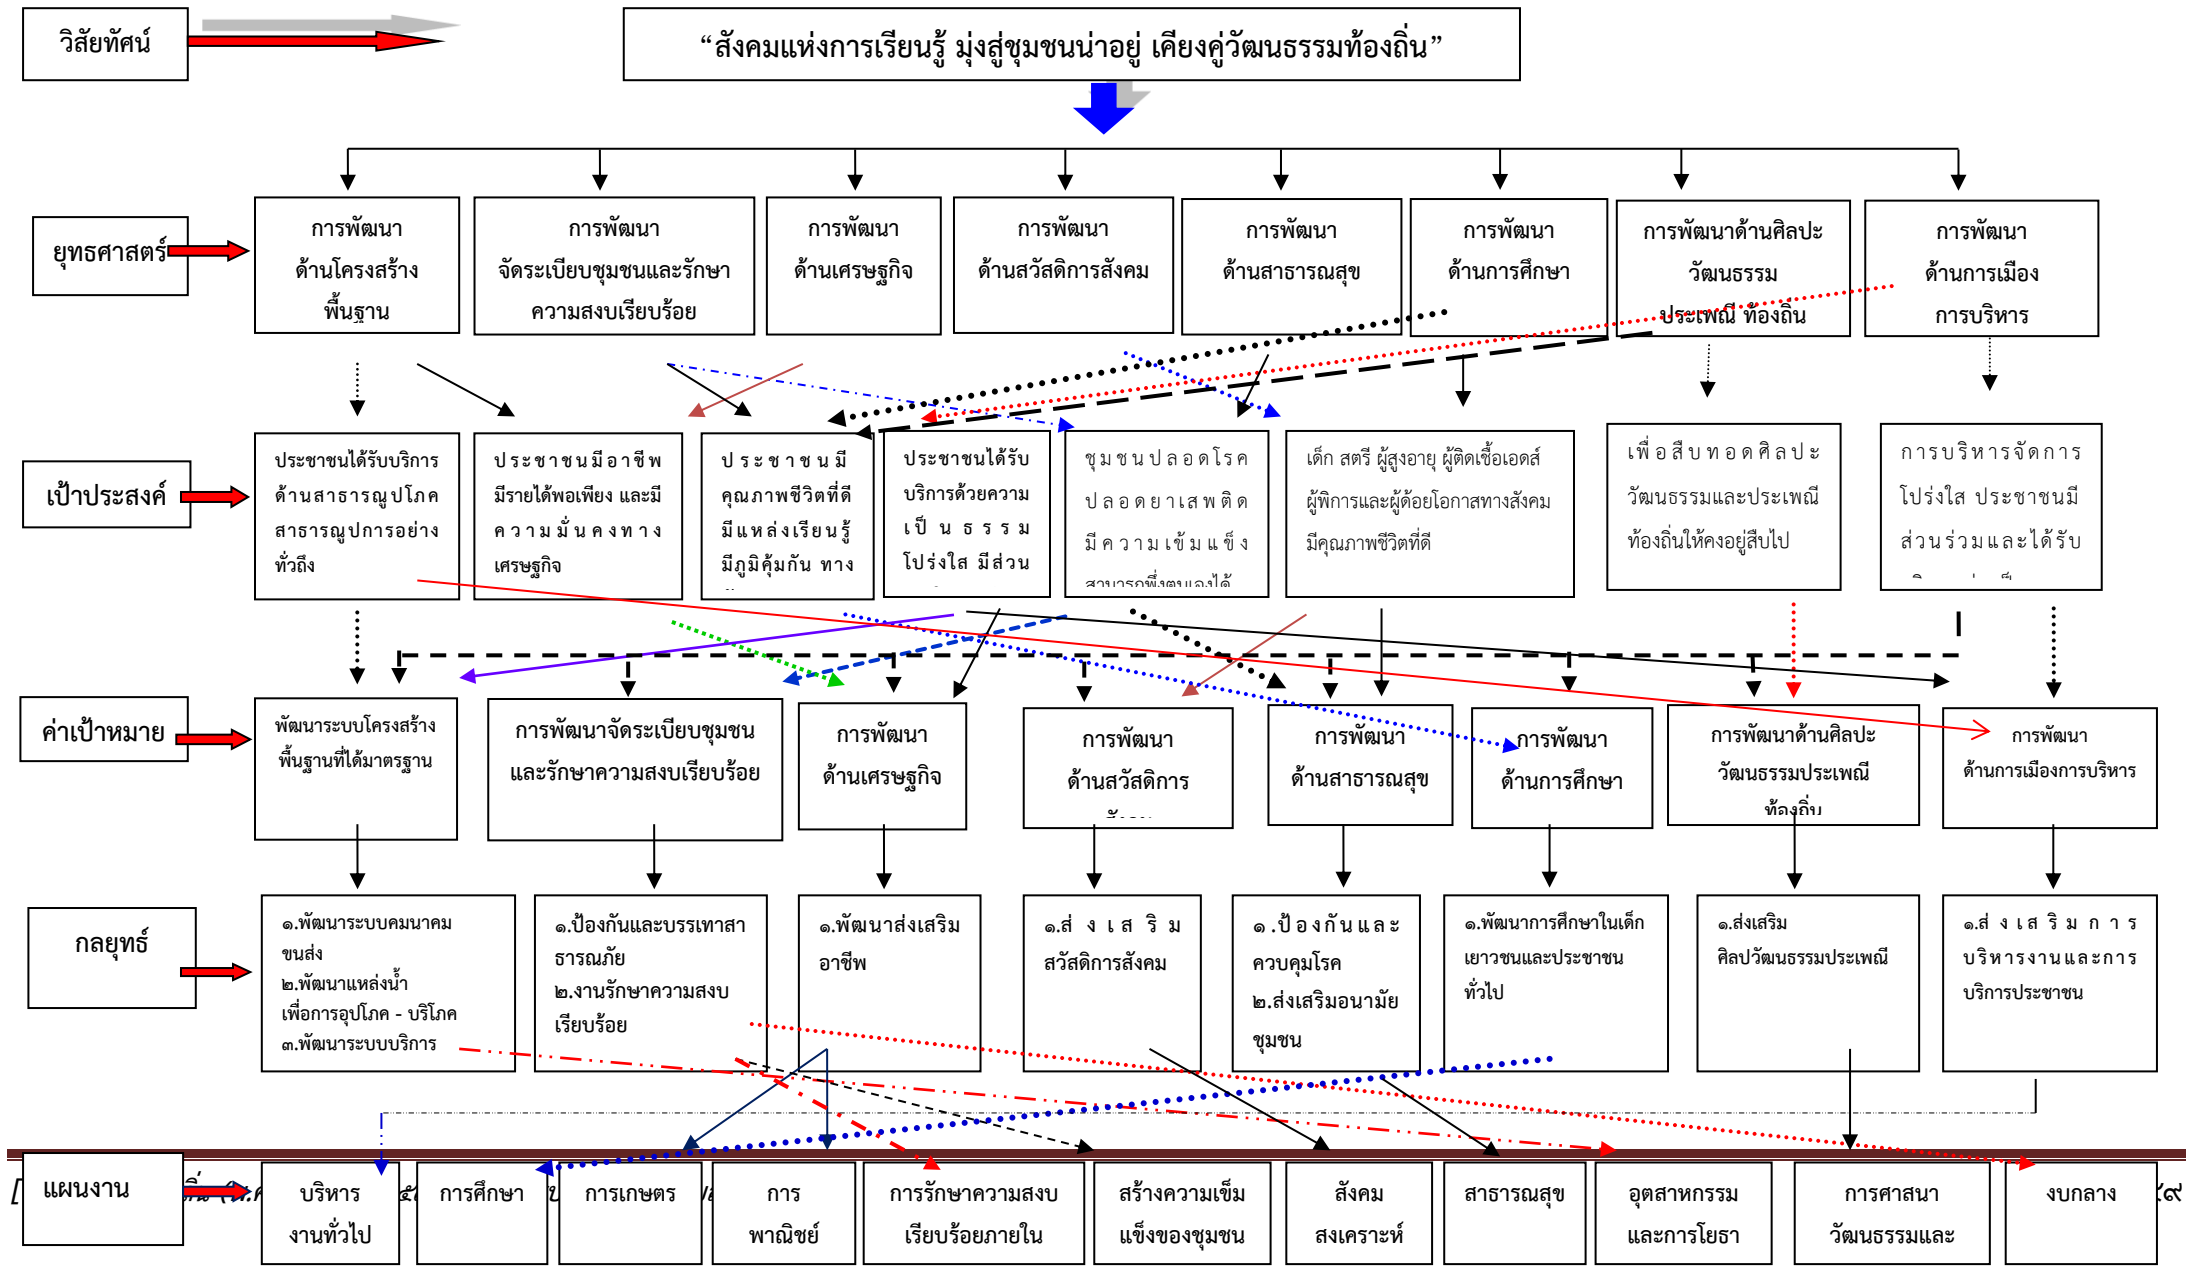 วิสัยทัศน์
“สังคมแห่งการเรียนรู้ มุ่งสู่ชุมชนน่าอยู่ เคียงคู่วัฒนธรรมท้องถิ่น”
ยุทธศาสตร์
การพัฒนา
ด้านโครงสร้าง
พื้นฐาน
การพัฒนา
จัดระเบียบชุมชนและรักษา
ความสงบเรียบร้อย
การพัฒนา
ด้านเศรษฐกิจ
การพัฒนา
ด้านสวัสดิการสังคม
การพัฒนา
ด้านสาธารณสุข
การพัฒนา
ด้านการศึกษา
การพัฒนาด้านศิลปะ
วัฒนธรรม
ประเพณี ท้องถิ่น
การพัฒนา
ด้านการเมือง
การบริหาร
เป้าประสงค์
ประชาชนได้รับบริการ
ด้านสาธารณูปโภค
สาธารณูปการอย่าง
ทั่วถึง
ประชาชนมีอาชีพ
มีรายได้พอเพียง และมี
ความมั่นคงทาง
เศรษฐกิจ
ประชาชนมี
คุณภาพชีวิตที่ดี
มีแหล่งเรียนรู้
มีภูมิคุ้มกัน ทาง
ประชาชนได้รับ
บริการด้วยความ
เป็นธรรม
โปร่งใส มีส่วน
ชุมชนปลอดโรค
ปลอดยาเสพติด
มีความเข้มแข็ง
สามารถพึ่งตนเองได้
เด็ก สตรี ผู้สูงอายุ ผู้ติดเชื้อเอดส์
ผู้พิการและผู้ด้อยโอกาสทางสังคม
มีคุณภาพชีวิตที่ดี
เพื่อสืบทอดศิลปะ
วัฒนธรรมและประเพณี
ท้องถิ่นให้คงอยู่สืบไป
การบริหารจัดการ
โปร่งใส ประชาชนมี
ส่วนร่วมและได้รับ
ค่าเป้าหมาย
พัฒนาระบบโครงสร้าง
พื้นฐานที่ได้มาตรฐาน
การพัฒนาจัดระเบียบชุมชน
และรักษาความสงบเรียบร้อย
การพัฒนา
ด้านเศรษฐกิจ
การพัฒนา
ด้านสวัสดิการ
การพัฒนา
ด้านสาธารณสุข
การพัฒนา
ด้านการศึกษา
การพัฒนาด้านศิลปะ
วัฒนธรรมประเพณี
ท้องถิ่น
การพัฒนา
ด้านการเมืองการบริหาร
กลยุทธ์
๑.พัฒนาระบบคมนาคม
ขนส่ง
๒.พัฒนาแหล่งน้ำ
เพื่อการอุปโภค - บริโภค
๓.พัฒนาระบบบริการ
๑.ป้องกันและบรรเทาสา
ธารณภัย
๒.งานรักษาความสงบ
เรียบร้อย
๑.พัฒนาส่งเสริม
อาชีพ
๑.ส่งเสริม
สวัสดิการสังคม
๑.ป้องกันและ
ควบคุมโรค
๒.ส่งเสริมอนามัย
ชุมชน
๑.พัฒนาการศึกษาในเด็ก
เยาวชนและประชาชน
ทั่วไป
๑.ส่งเสริม
ศิลปวัฒนธรรมประเพณี
๑.ส่งเสริมการ
บริหารงานและการ
บริการประชาชน
แผนงาน
บริหาร
งานทั่วไป
การศึกษา
การเกษตร
การ
พาณิชย์
การรักษาความสงบ
เรียบร้อยภายใน
สร้างความเข้ม
แข็งของชุมชน
สังคม
สงเคราะห์
สาธารณสุข
อุตสาหกรรม
และการโยธา
การศาสนา
วัฒนธรรมและ
งบกลาง